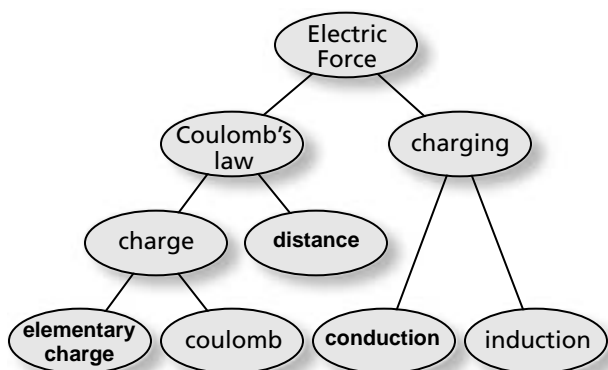 Electric
Force
Coulomb's
law
charging
charge
distance
elementary
charge
coulomb
conduction
induction